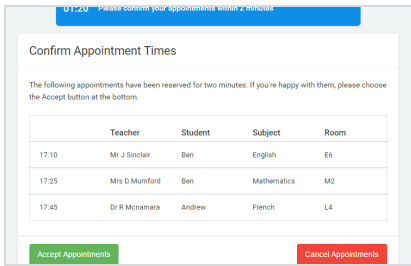 01:20 Please confirm your appointments within 2 minutes
Confirm Appointment Times
The following appointments have been reserved for two minutes. If you're happy with them, please choose
the Accept button at the bottom.
Teacher Student Subject Room
17:10 Mr J Sinclair Ben English E6
17:25 Mrs D Mumford Ben Mathematics M2
17:45 Dr R Mcnamara Andrew French L4
Accept Appointments Cancel Appointments